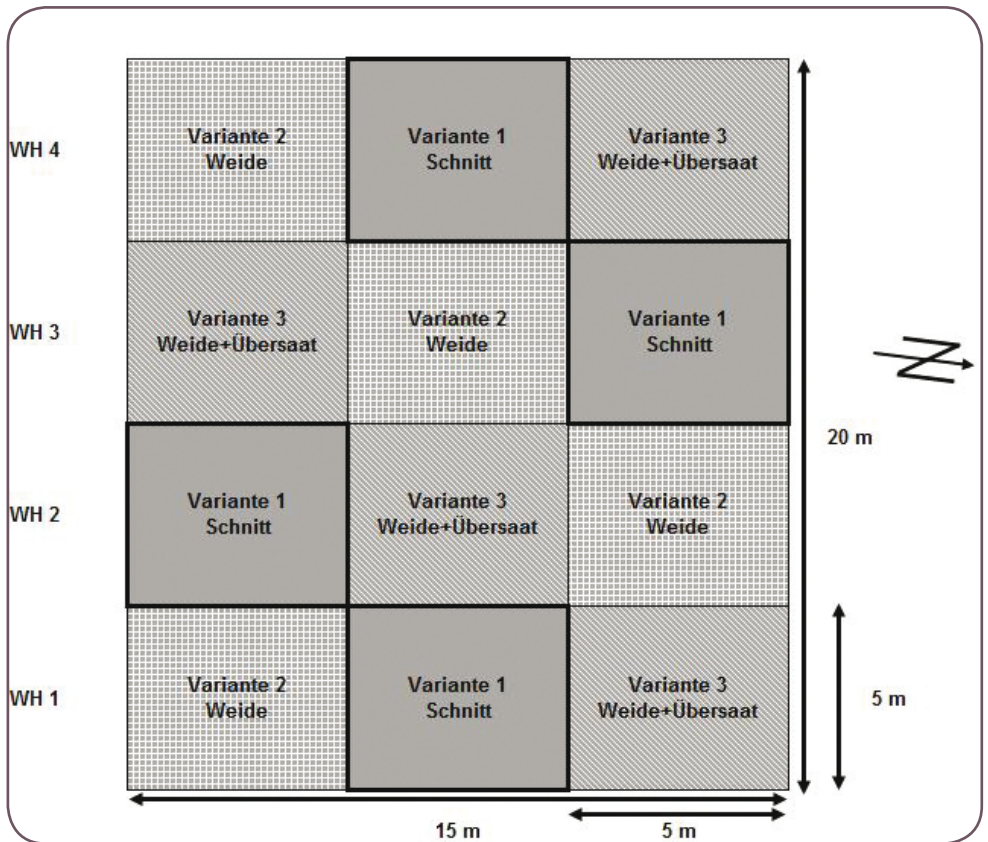 WH 4
Variante 2
Weide
Variante 1
Schnitt
Variante 3
Weide+Übersaat
WH 3
Variante 3
Weide+Übersaat
Variante 2
Weide
Variante 1
Schnitt
N
20 m
WH 2
Variante 1
Schnitt
Variante 3
Weide+Übersaat
Variante 2
Weide
WH 1
Variante 2
Weide
Variante 1
Schnitt
Variante 3
Weide+Übersaat
5 m
15 m
5 m